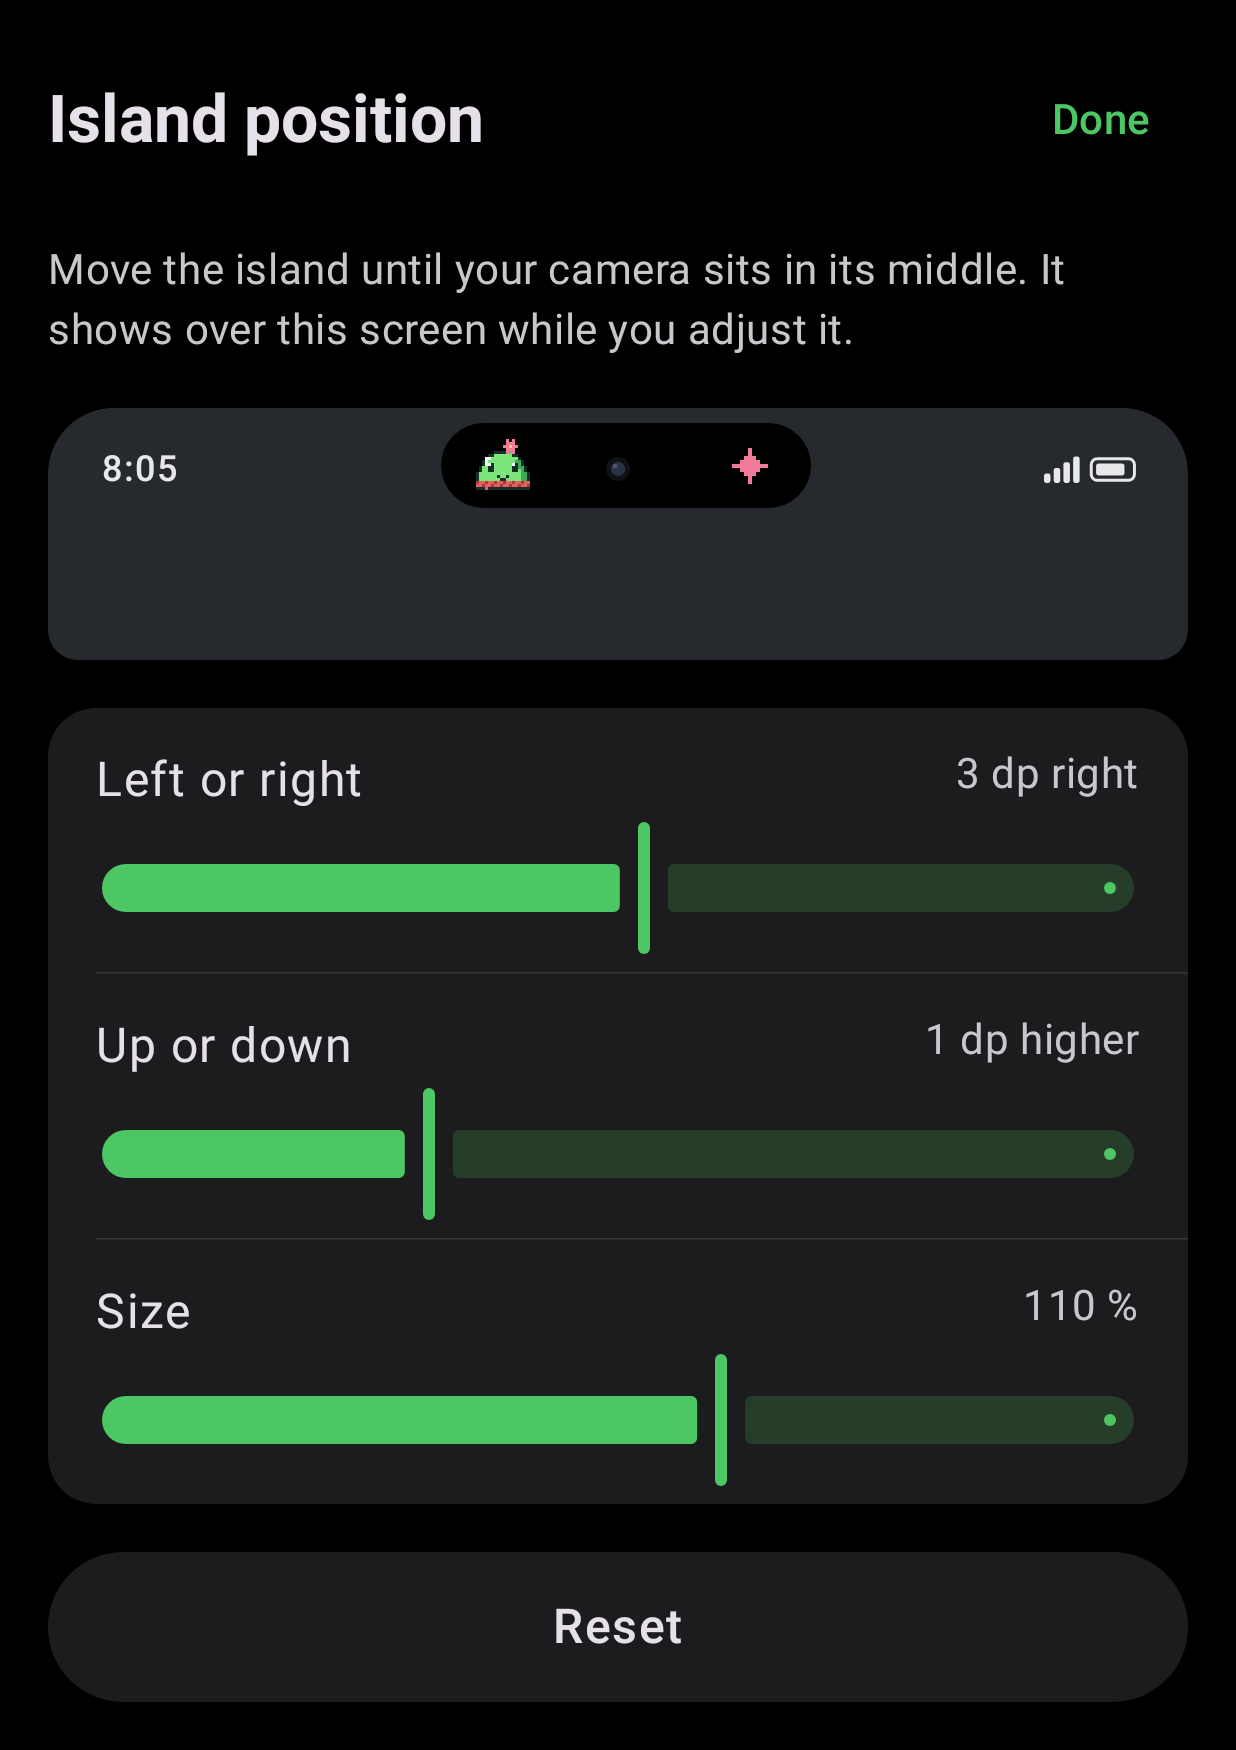 Island position
Done
Move the island until your camera sits in its middle. It
shows over this screen while you adjust it.
8:05
Left or right
3 dp right
Up or down
1 dp higher
Size
110 %
Reset